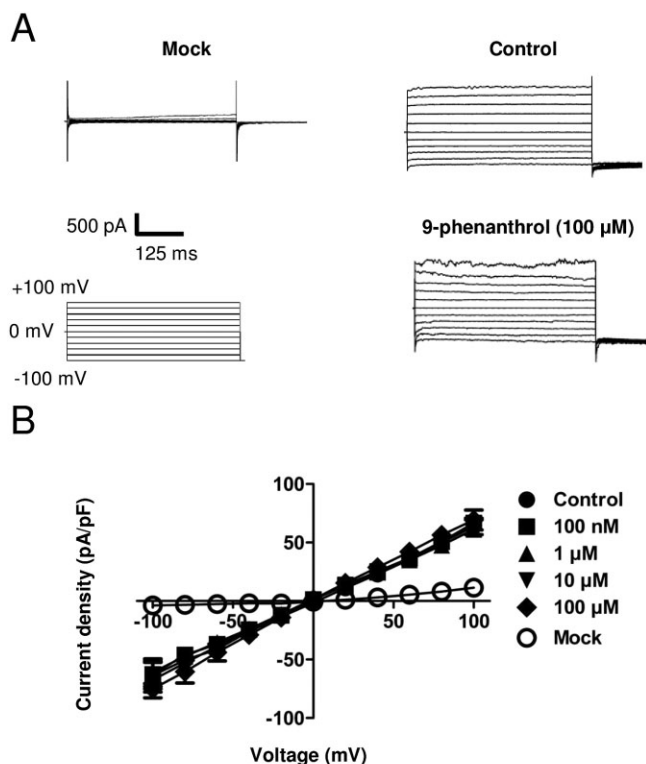 A
Mock
Control
500 pA
125 ms
9-phenanthrol (100 µM)
+100 mV
0 mV
-100 mV
B
Current density (pA/pF)
100
50
-100
-50
50
100
-50
-100
Voltage (mV)
Control
100 nM
1 µM
10 µM
100 µM
Mock